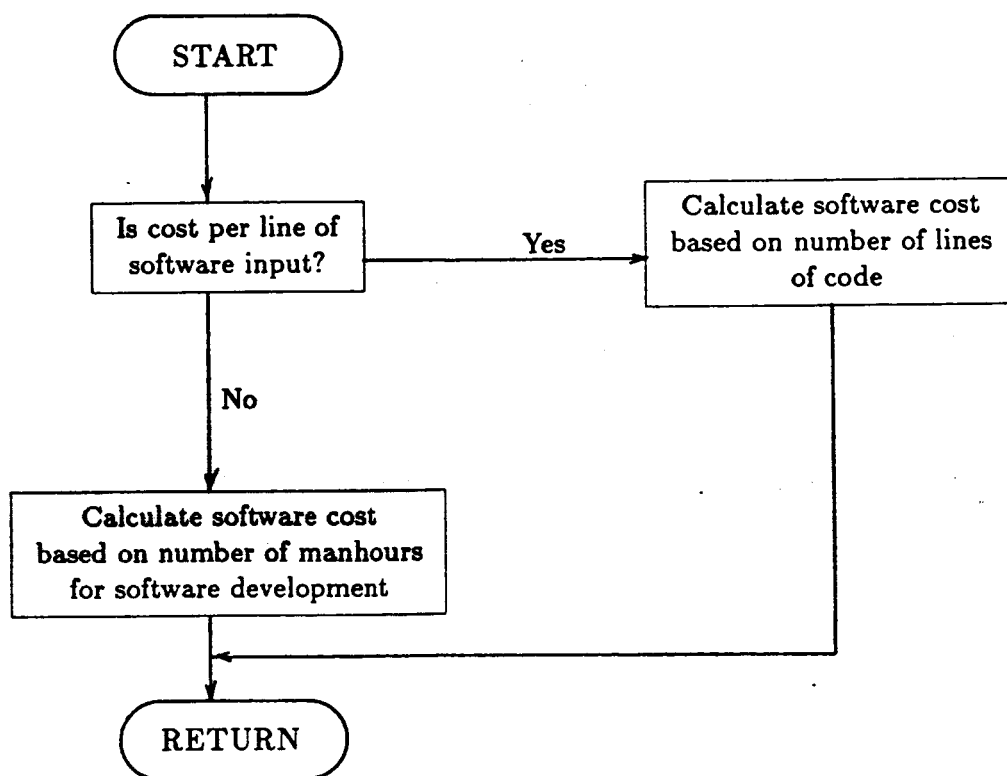 START
Is cost per line of
software input?
Yes
Calculate software cost
based on number of lines
of code
No
Calculate software cost
based on number of manhours
for software development
RETURN